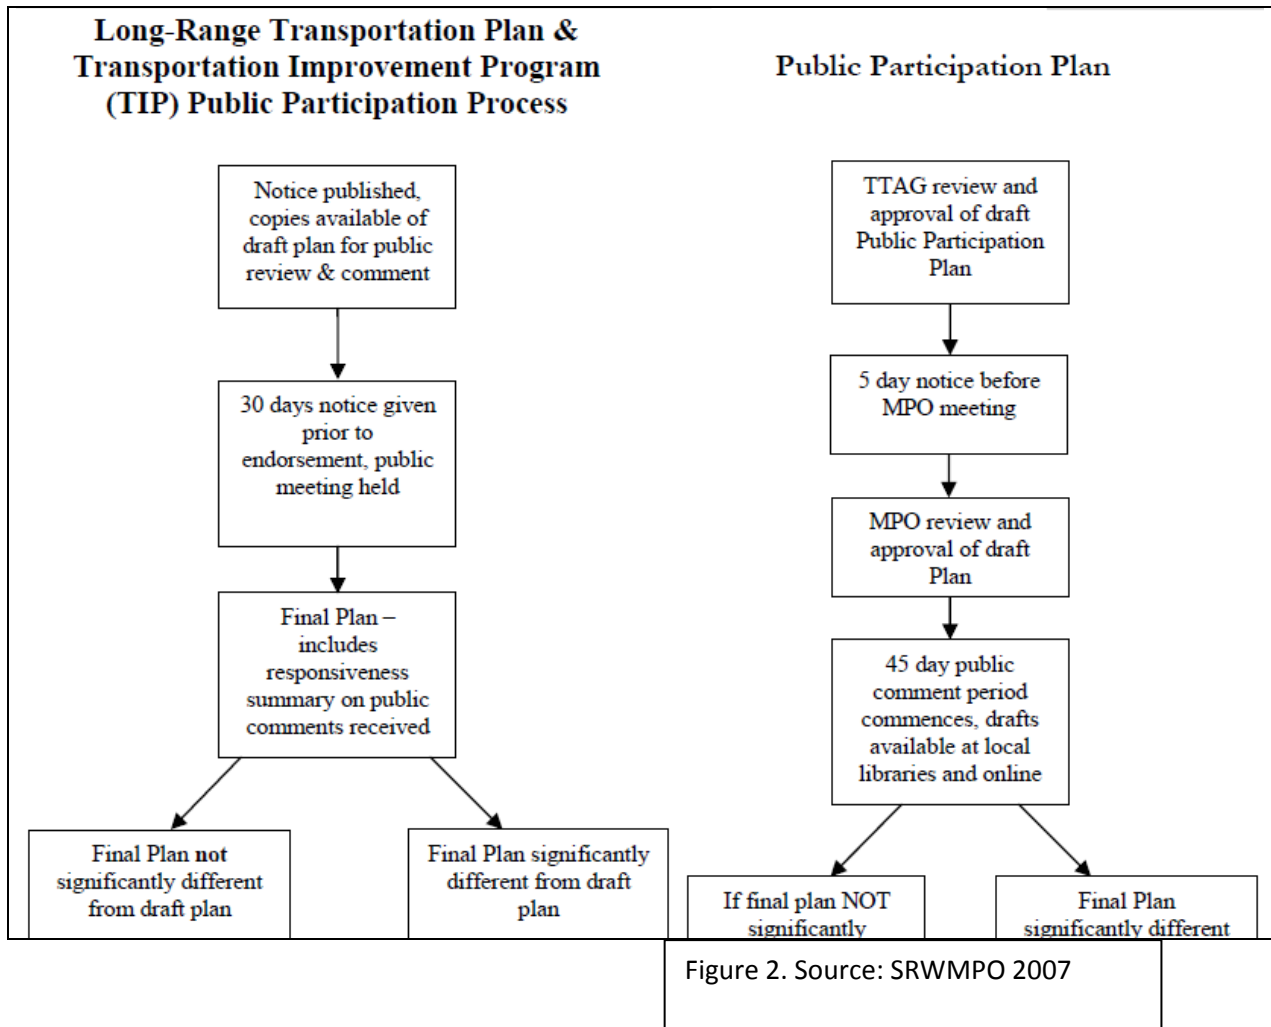 Long-Range Transportation Plan &
Transportation Improvement Program
(TIP) Public Participation Process
Notice published,
copies available of
draft plan for public
review & comment
30 days notice given
prior to
endorsement, public
meeting held
Final Plan –
includes
responsiveness
summary on public
comments received
Final Plan not
significantly different
from draft plan
Final Plan significantly
different from draft
plan
Public Participation Plan
TTAG review and
approval of draft
Public Participation
Plan
5 day notice before
MPO meeting
MPO review and
approval of draft
Plan
45 day public
comment period
commences, drafts
available at local
libraries and online
If final plan NOT
significantly
Final Plan
significantly different
Figure 2. Source: SRWMPO 2007